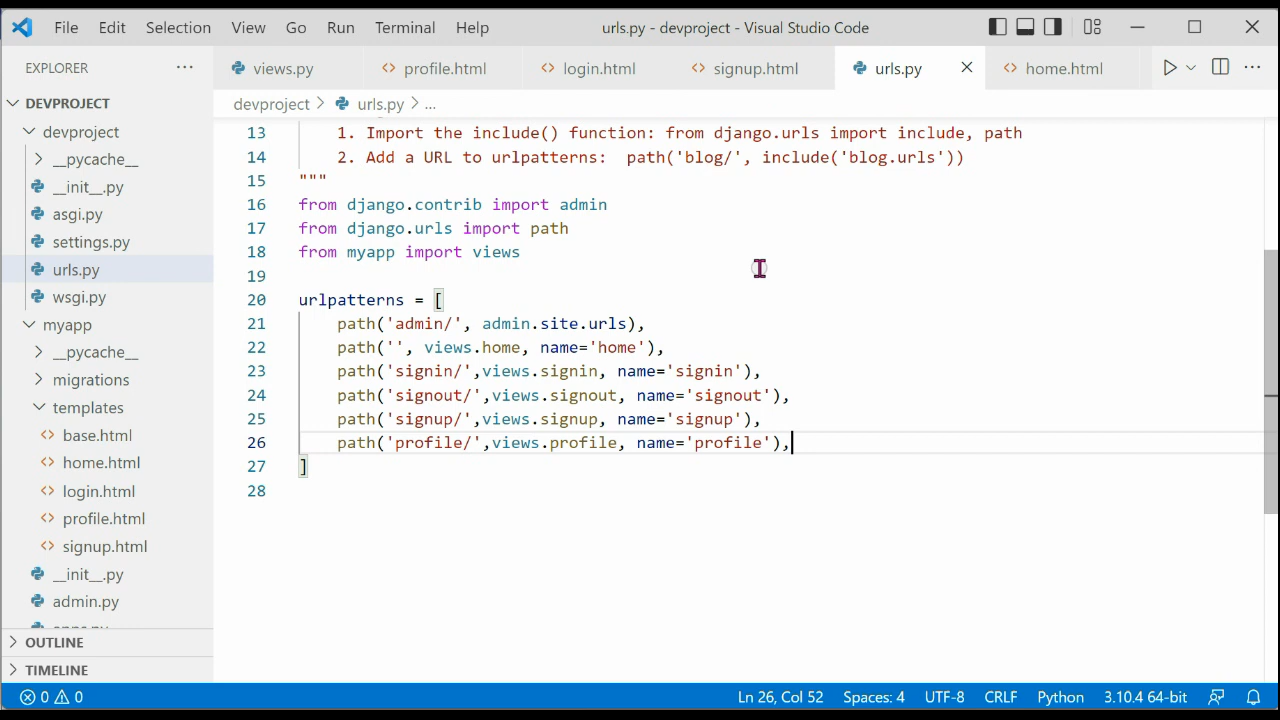 File Edit Selection View Go Run Terminal Help urls.py - devproject - Visual Studio Code
EXPLORER ...
views.py profile.html login.html signup.html urls.py home.html
devproject > urls.py > ...
DEVPROJECT
devproject
__pycache__
__init__.py
asgi.py
settings.py
urls.py
wsgi.py
myapp
__pycache__
migrations
templates
base.html
home.html
login.html
profile.html
signup.html
__init__.py
admin.py
OUTLINE
TIMELINE
13 1. Import the include() function: from django.urls import include, path
14 2. Add a URL to urlpatterns:  path('blog/', include('blog.urls'))
15 """
16 from django.contrib import admin
17 from django.urls import path
18 from myapp import views
19
20 urlpatterns = [
21 path('admin/', admin.site.urls),
22 path('', views.home, name='home'),
23 path('signin/',views.signin, name='signin'),
24 path('signout/',views.signout, name='signout'),
25 path('signup/',views.signup, name='signup'),
26 path('profile/',views.profile, name='profile'),
27 ]
28
0 0 Ln 26, Col 52 Spaces: 4 UTF-8 CRLF Python 3.10.4 64-bit